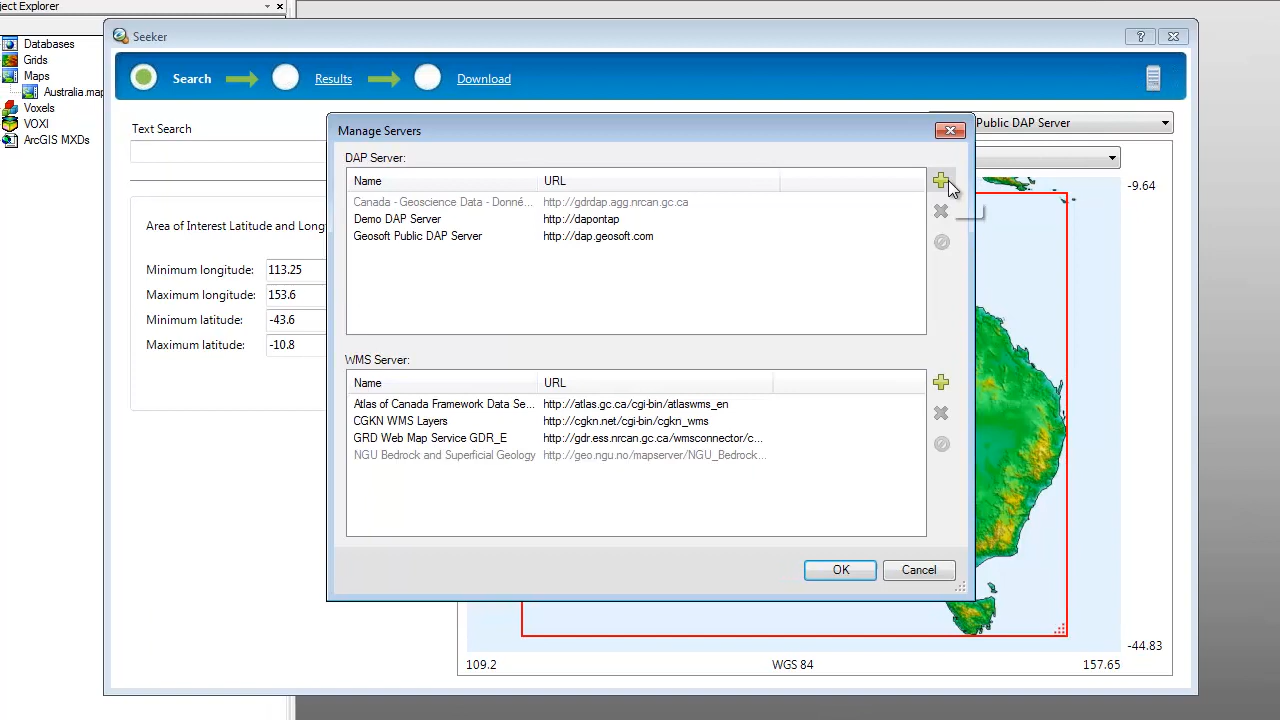 ject Explorer
Databases
Grids
Maps
Australia.map
Voxels
VOXI
ArcGIS MXDs
Seeker
?
Search
Results
Download
Text Search
Public DAP Server
Area of Interest Latitude and Long
Minimum longitude: 113.25
Maximum longitude: 153.6
Minimum latitude: -43.6
Maximum latitude: -10.8
Manage Servers
DAP Server:
Name URL
nada - Geoscience Data - Donné... http://gdrdap.agg.nrcan.gc.ca
Demo DAP Server http://dapontap
Geosoft Public DAP Server http://dap.geosoft.com
WMS Server:
Name URL
Atlas of Canada Framework Data Se... http://atlas.gc.ca/cgi-bin/atlaswms_en
CGKN WMS Layers http://cgkn.net/cgi-bin/cgkn_wms
GRD Web Map Service GDR_E http://gdr.ess.nrcan.gc.ca/wmsconnector/c...
NGU Bedrock and Superficial Geology http://geo.ngu.no/mapserver/NGU_Bedrock...
OK Cancel
-9.64
-44.83
109.2 WGS 84 157.65